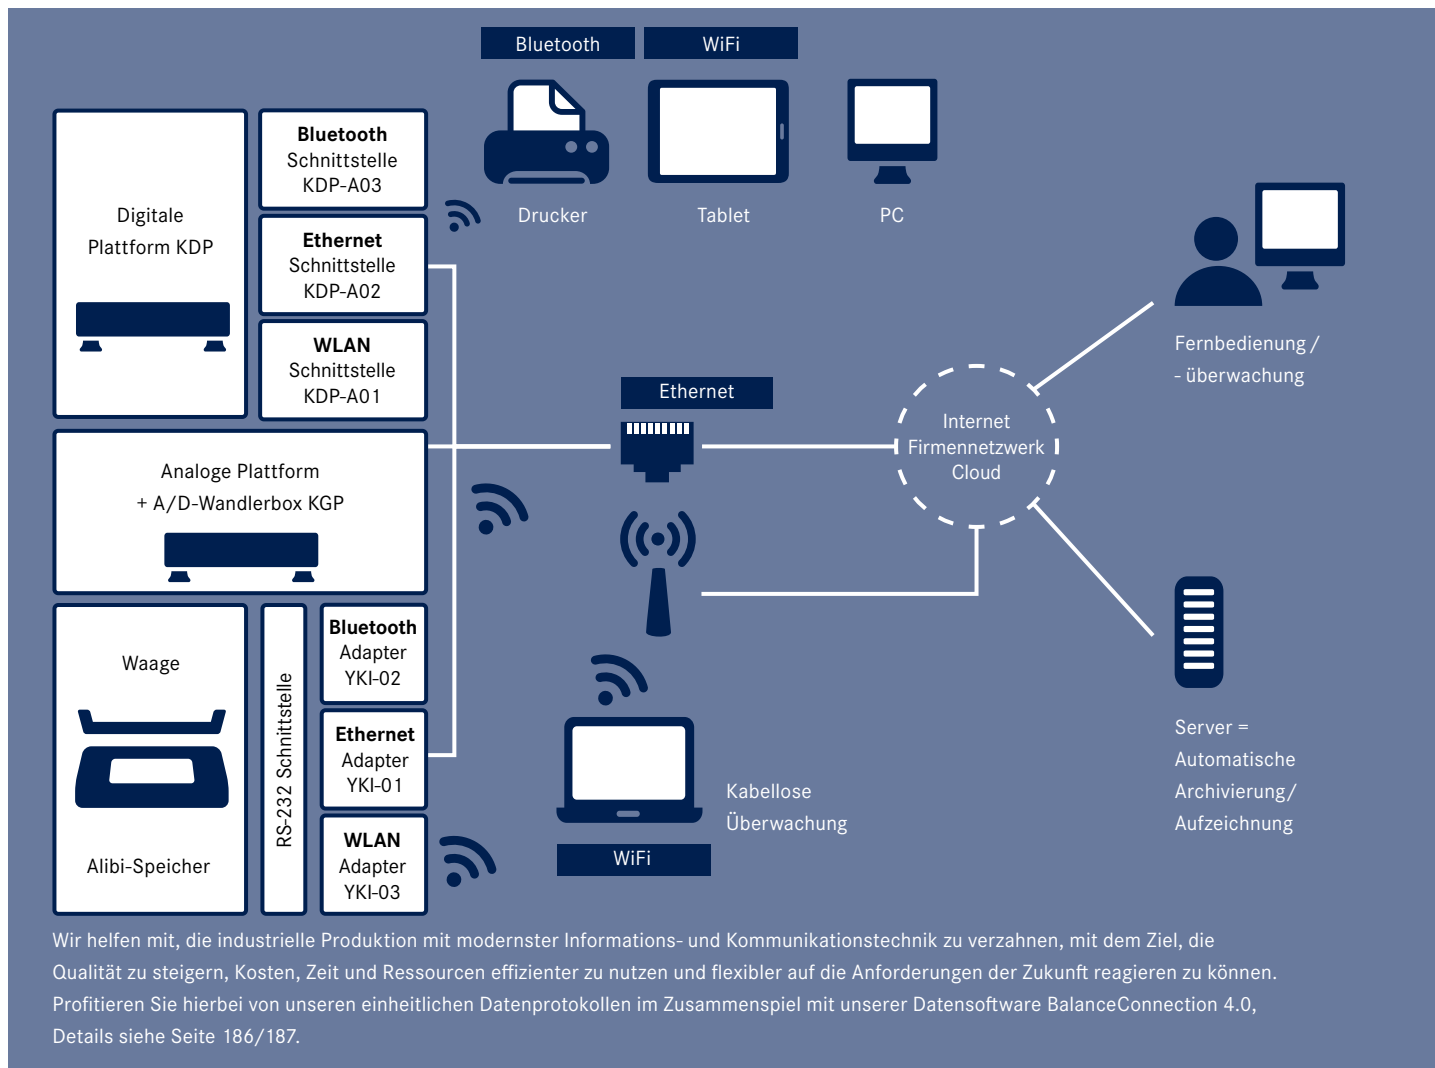 Bluetooth
WiFi
Drucker
Tablet
PC
Digitale
Plattform KDP
Bluetooth
Schnittstelle
KDP-A03
Ethernet
Schnittstelle
KDP-A02
WLAN
Schnittstelle
KDP-A01
Analoge Plattform
+ A/D-Wandlerbox KGP
Waage
Alibi-Speicher
RS-232 Schnittstelle
Bluetooth
Adapter
YKI-02
Ethernet
Adapter
YKI-01
WLAN
Adapter
YKI-03
Ethernet
Kabellose
Überwachung
WiFi
Internet
Firmennetzwerk
Cloud
Fernbedienung /
- überwachung
Server =
Automatische
Archivierung/
Aufzeichnung
Wir helfen mit, die industrielle Produktion mit modernster Informations- und Kommunikationstechnik zu verzahnen, mit dem Ziel, die
Qualität zu steigern, Kosten, Zeit und Ressourcen effizienter zu nutzen und flexibler auf die Anforderungen der Zukunft reagieren zu können.
Profitieren Sie hierbei von unseren einheitlichen Datenprotokollen im Zusammenspiel mit unserer Datensoftware BalanceConnection 4.0,
Details siehe Seite 186/187.